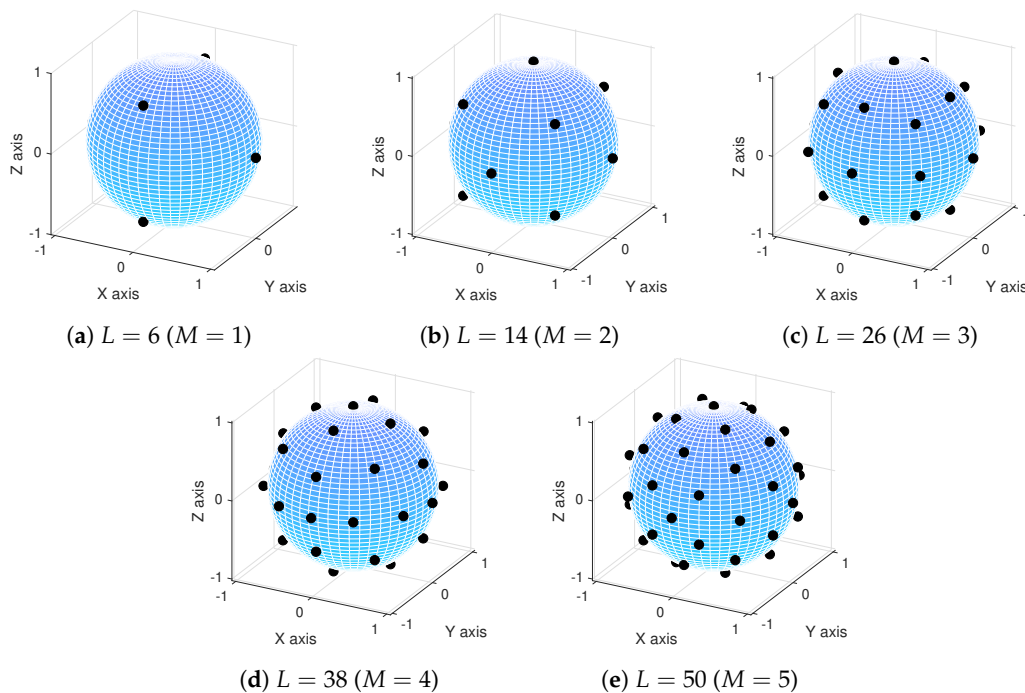 1
0
-1
Z axis
-1
0
1
X axis
0
Y axis
1
0
-1
Z axis
-1
0
1
X axis
-1
0
1
Y axis
1
0
-1
Z axis
-1
0
1
X axis
-1
0
1
Y axis
(a) L = 6 (M = 1)
(b) L = 14 (M = 2)
(c) L = 26 (M = 3)
1
0
-1
Z axis
-1
0
1
X axis
-1
0
1
Y axis
1
0
-1
Z axis
-1
0
1
X axis
-1
0
1
Y axis
(d) L = 38 (M = 4)
(e) L = 50 (M = 5)